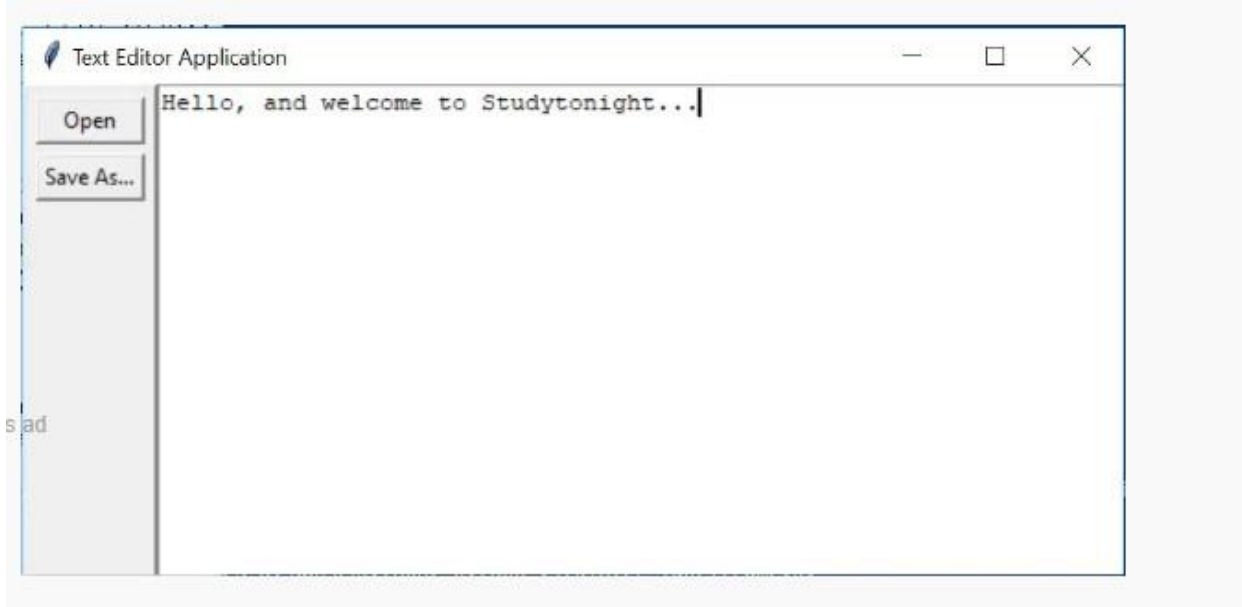 Text Editor Application
Open
Hello, and welcome to Studytonight...
Save As...
s ad